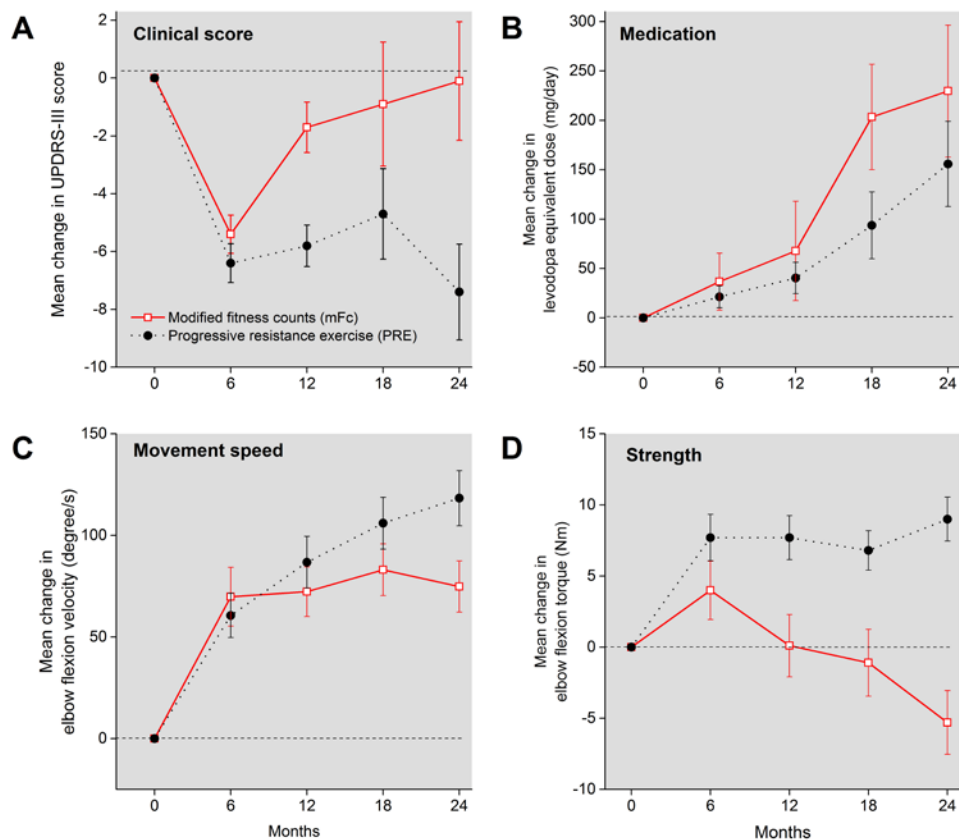 A
Clinical score
Mean change in UPDRS-III score
2
0
-2
-4
-6
-8
-10
Modified fitness counts (mFc)
Progressive resistance exercise (PRE)
0 6 12 18 24
B
Medication
Mean change in
levodopa equivalent dose (mg/day)
250
200
150
100
50
0
-50
0 6 12 18 24
C
Movement speed
Mean change in
elbow flexion velocity (degree/s)
150
100
50
0
0 6 12 18 24
Months
D
Strength
Mean change in
elbow flexion torque (Nm)
15
10
5
0
-5
-10
0 6 12 18 24
Months